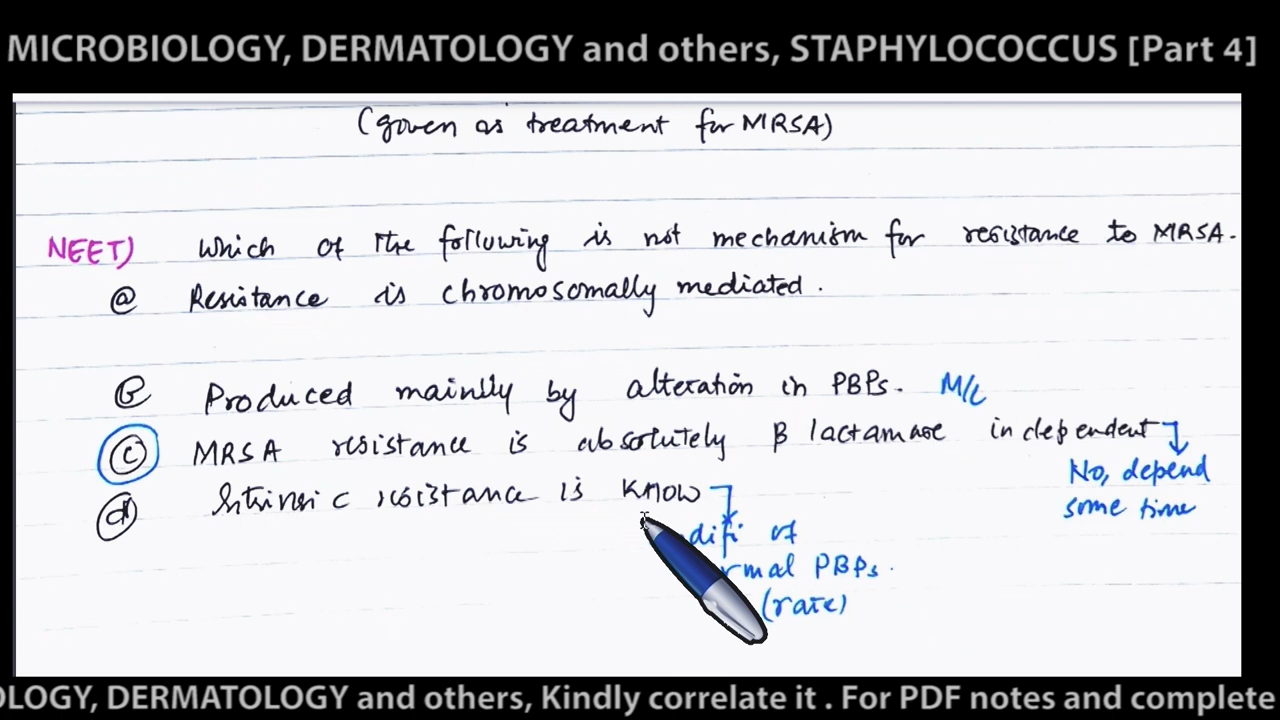 MICROBIOLOGY, DERMATOLOGY and others, STAPHYLOCOCCUS [Part 4]
(given as treatment for MRSA)
NEET) Which of the following is not mechanism for resistance to MRSA.
@ Resistance is chromosomally mediated.
B Produced mainly by alteration in PBPs. M/C
C MRSA resistance is absolutely β lactamase independent
No, depend
some time
d Intrinsic resistance is KNOW
difi of
rmal PBPs.
(rare)
OLOGY, DERMATOLOGY and others, Kindly correlate it . For PDF notes and complete